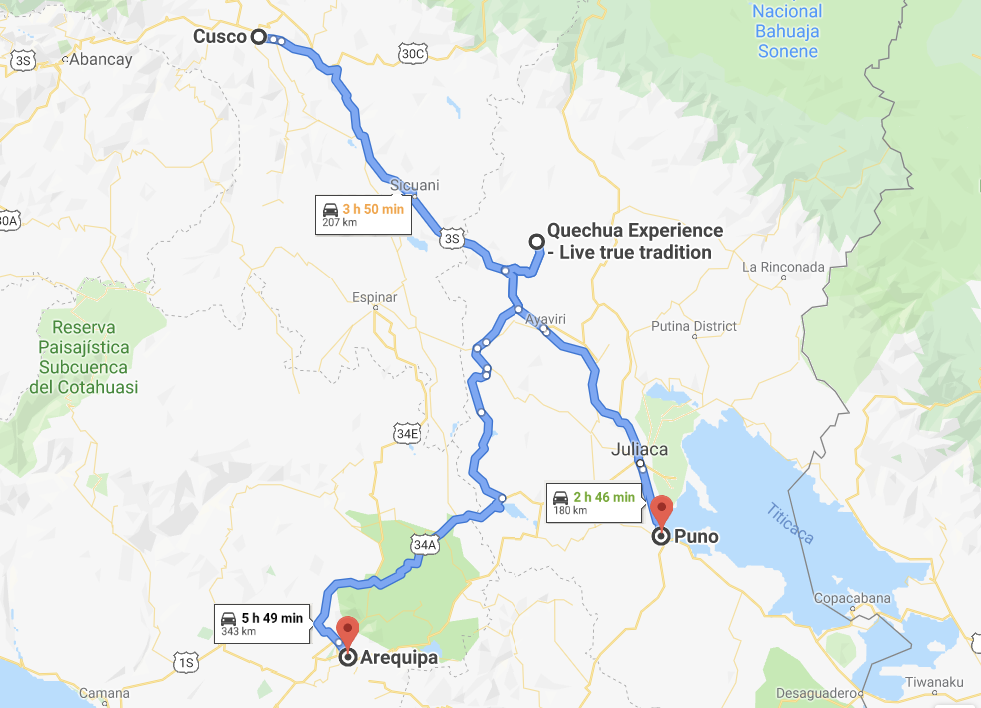 Nacional
Bahuaja
Sonene
Cusco
30C
3S
Abancay
Sicuani
30A
3 h 50 min
207 km
3S
Quechua Experience
- Live true tradition
La Rinconada
Espinar
Ayaviri
Putina District
Reserva
Paisajística
Subcuenca
del Cotahuasi
34E
Juliaca
2 h 46 min
180 km
Titicaca
Puno
34A
Copacabana
5 h 49 min
343 km
Arequipa
1S
Camana
Desaguadero
Tiwanaku